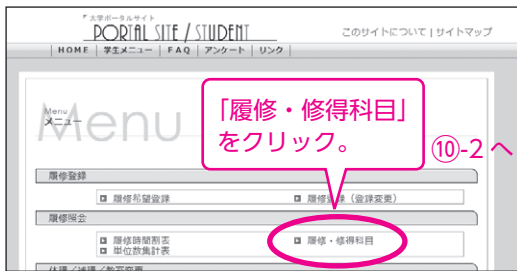 大学ポータルサイト
PORTAL SITE / STUDENT
このサイトについて | サイトマップ
| HOME | 学生メニュー | FAQ | アンケート | リンク |
Menu
メニュー
Menu
「履修・修得科目」
をクリック。
⑩-2 へ
履修登録
履修希望登録
履修登録（登録変更）
履修照会
履修時間割表
履修・修得科目
単位数集計表